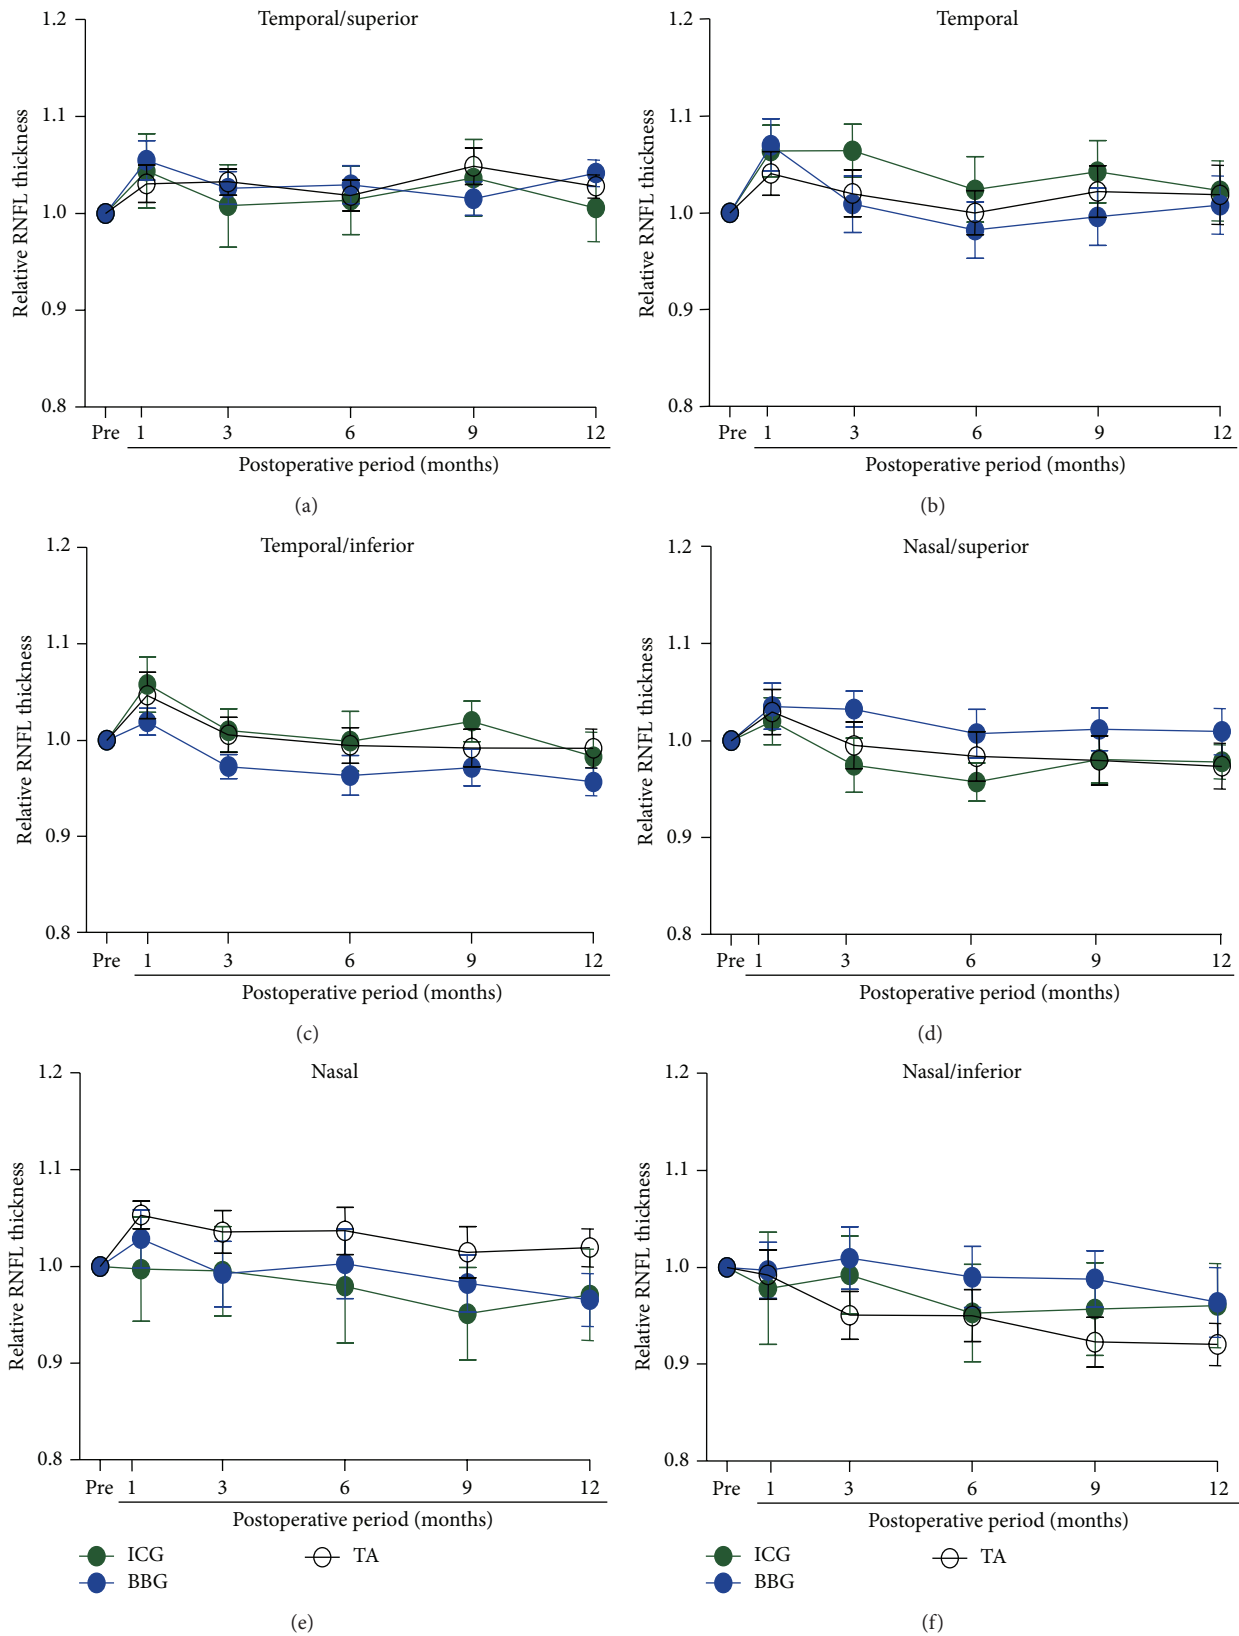 Temporal/superior
1.2
1.1
1.0
0.9
0.8
Relative RNFL thickness
Pre 1 3 6 9 12
Postoperative period (months)
(a)
Temporal
1.2
1.1
1.0
0.9
0.8
Relative RNFL thickness
Pre 1 3 6 9 12
Postoperative period (months)
(b)
Temporal/inferior
1.2
1.1
1.0
0.9
0.8
Relative RNFL thickness
Pre 1 3 6 9 12
Postoperative period (months)
(c)
Nasal/superior
1.2
1.1
1.0
0.9
0.8
Relative RNFL thickness
Pre 1 3 6 9 12
Postoperative period (months)
(d)
Nasal
1.2
1.1
1.0
0.9
0.8
Relative RNFL thickness
Pre 1 3 6 9 12
Postoperative period (months)
ICG TA
BBG
(e)
Nasal/inferior
1.2
1.1
1.0
0.9
0.8
Relative RNFL thickness
Pre 1 3 6 9 12
Postoperative period (months)
ICG TA
BBG
(f)